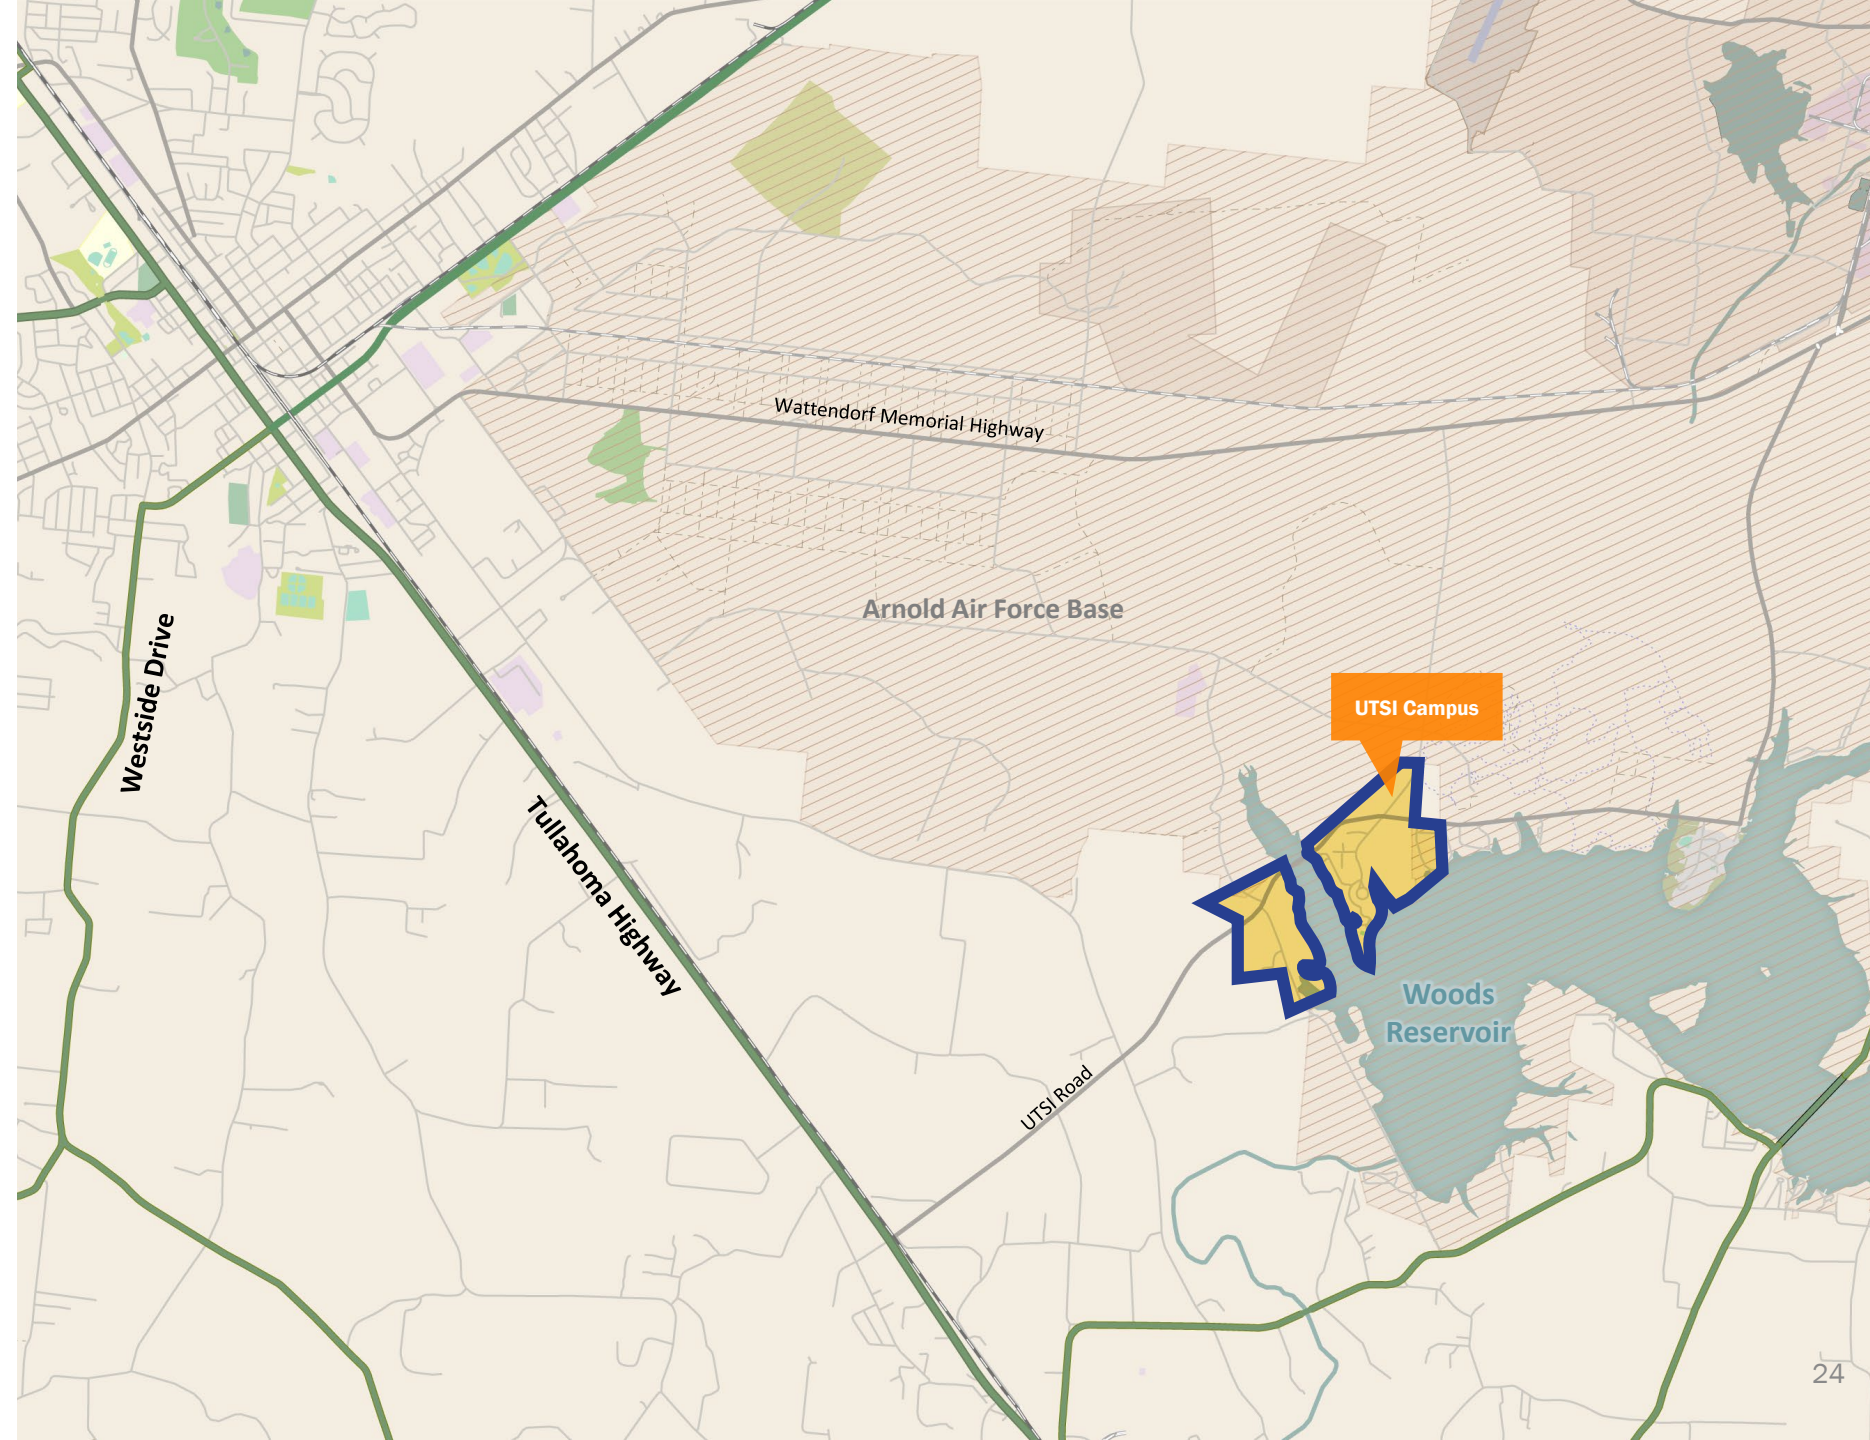 Wattendorf Memorial Highway
Arnold Air Force Base
Westside Drive
UTSI Campus
Tullahoma Highway
Woods
Reservoir
UTSI Road
24